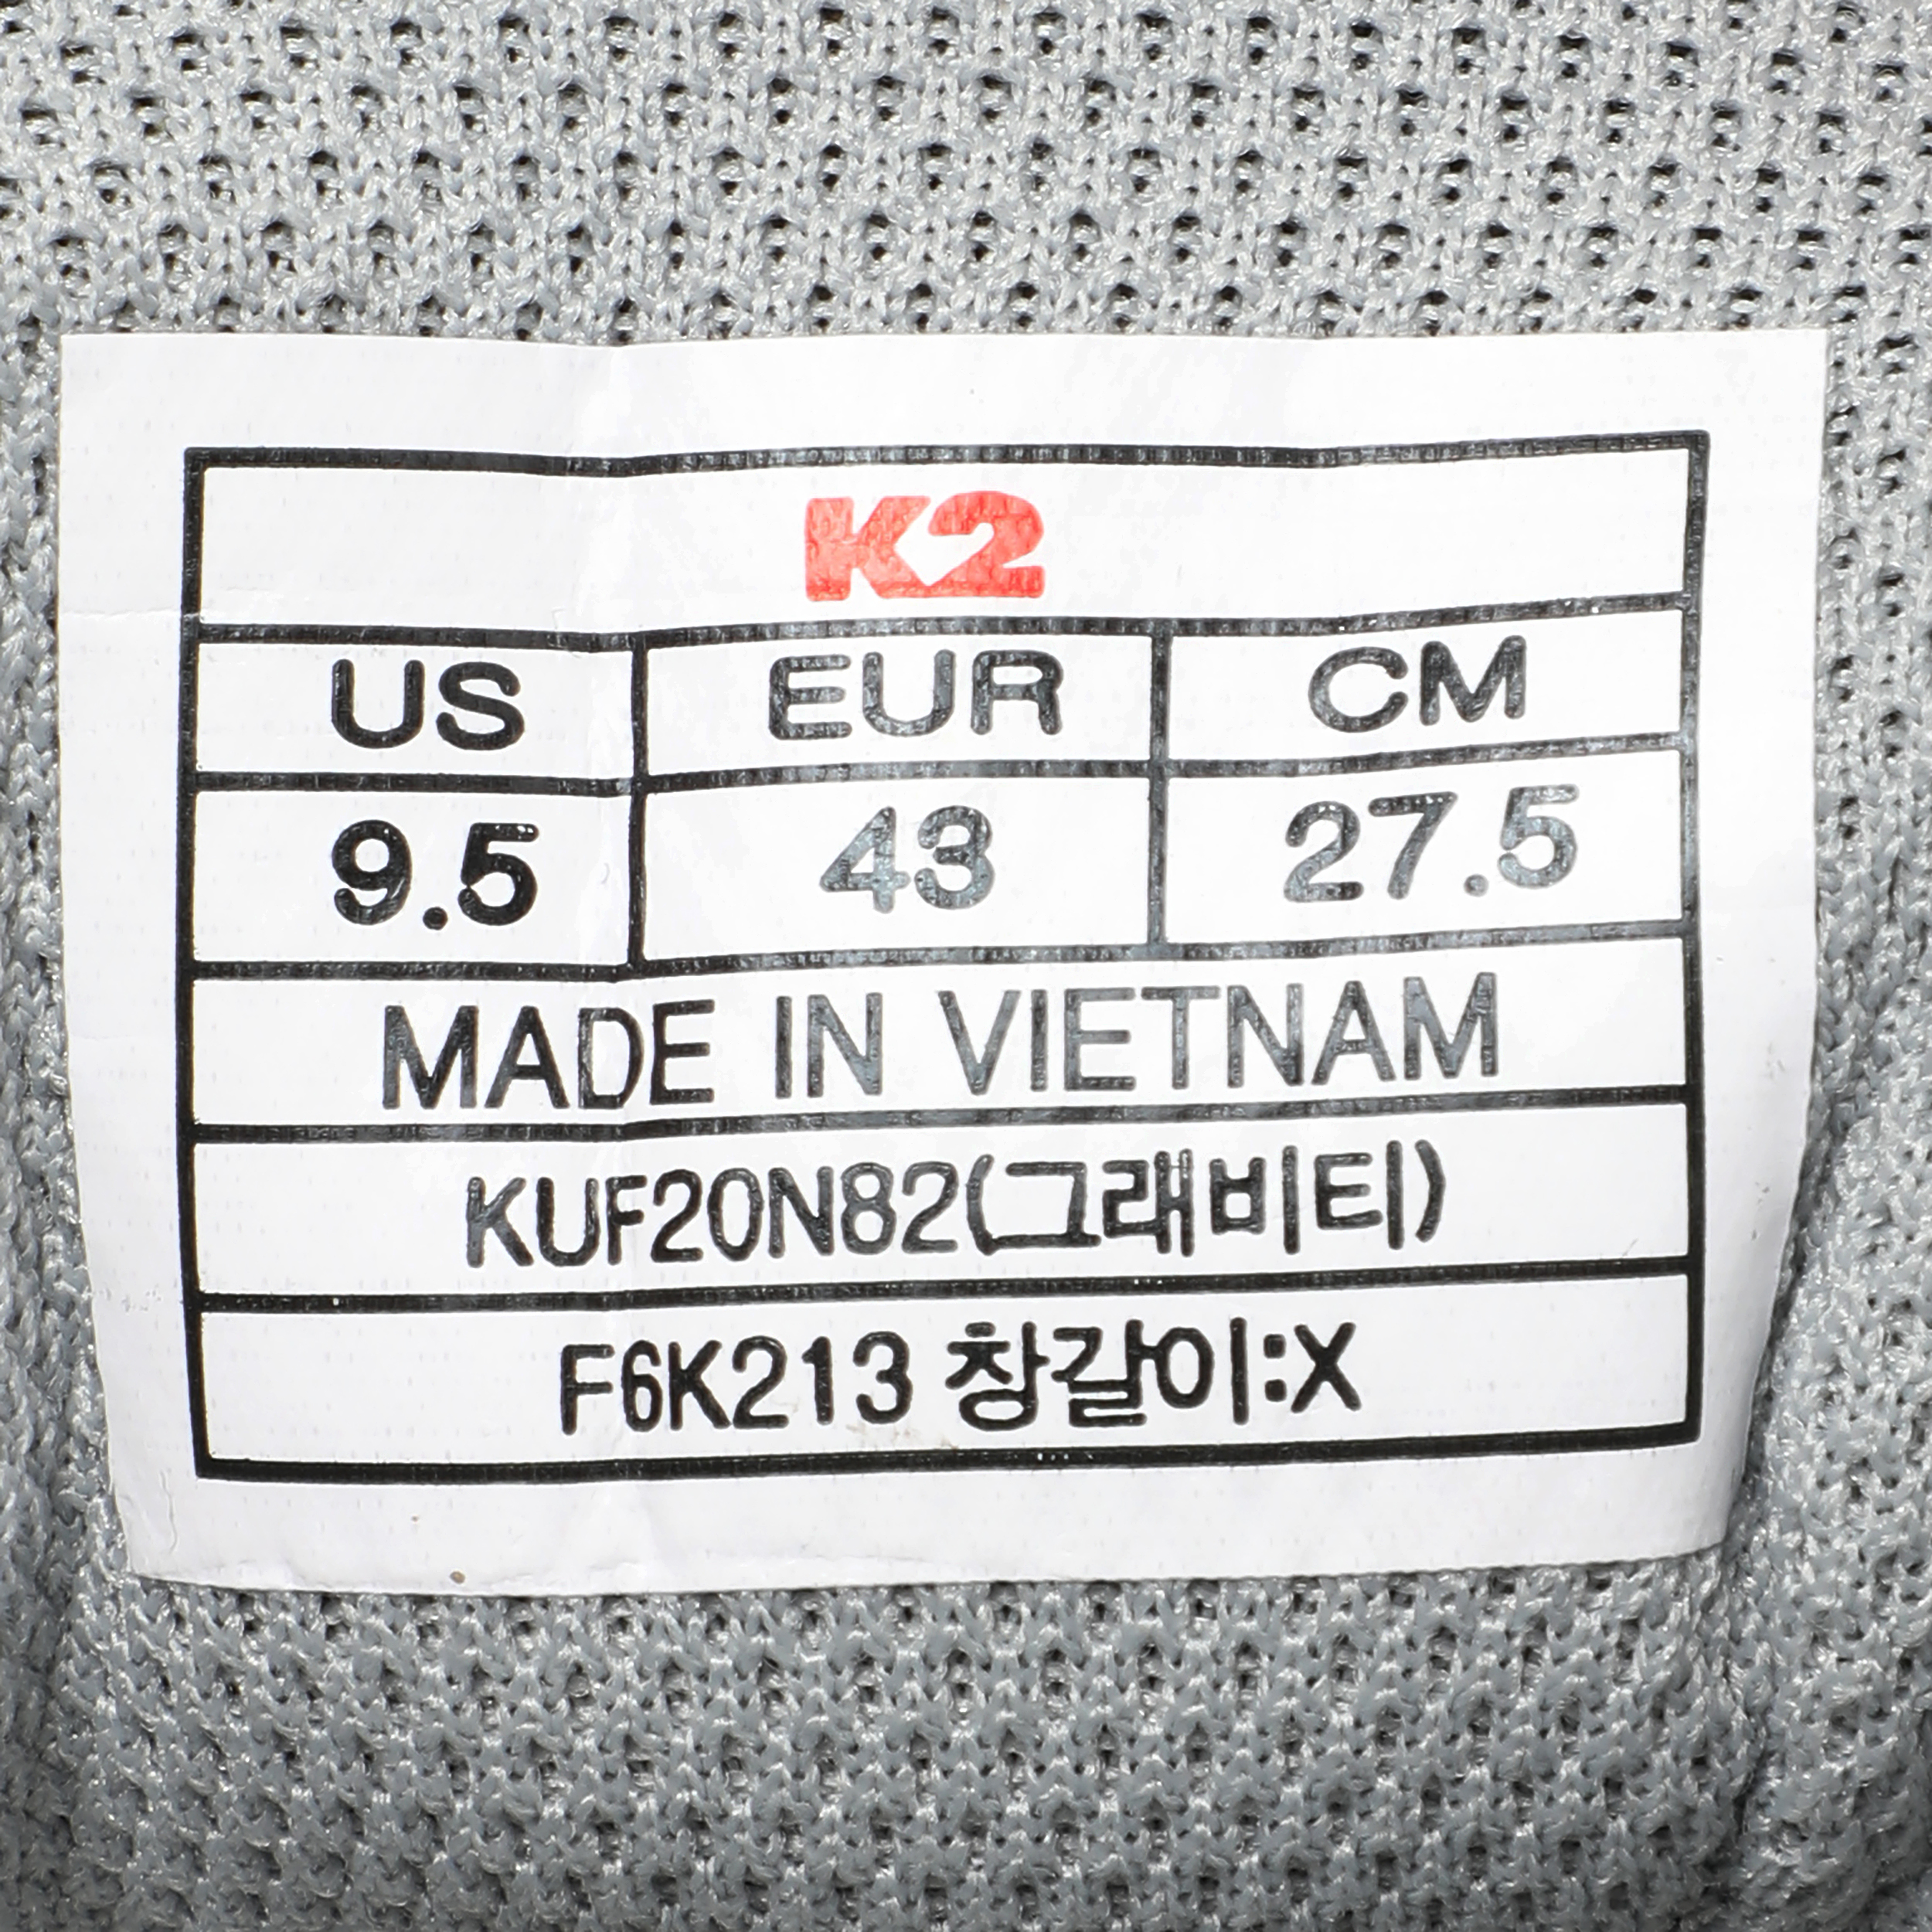 K2
US EUR CM
9.5 43 27.5
MADE IN VIETNAM
KUF20N82(그래비티)
F6K213 창갈이:X